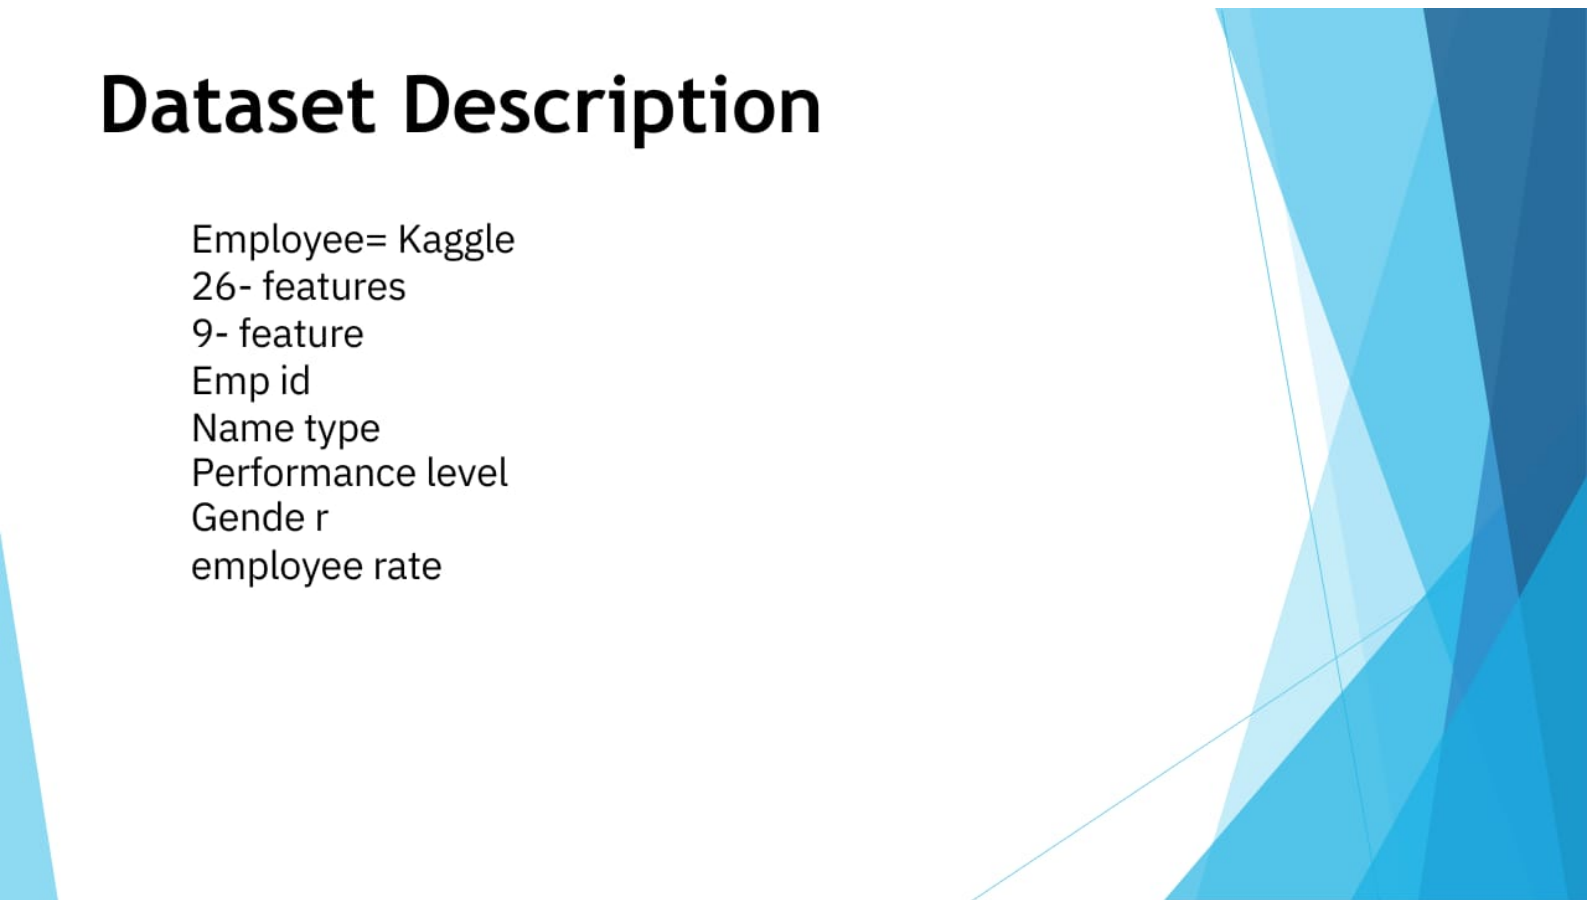 Dataset Description
Employee= Kaggle
26- features
9- feature
Emp id
Name type
Performance level
Gende r
employee rate